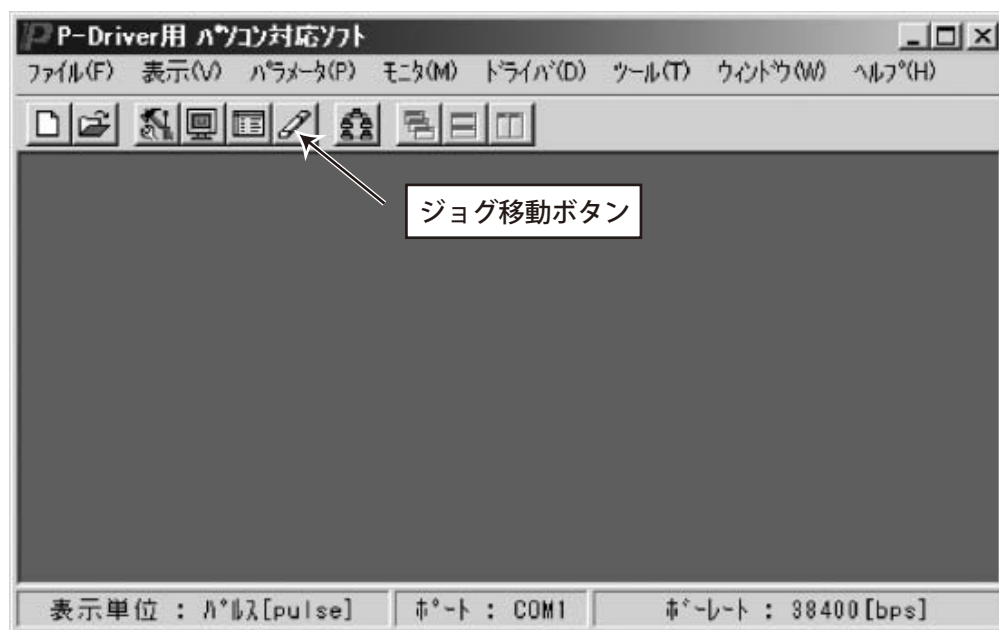 P-Driver用 ﾊﾟｿｺﾝ対応ｿﾌﾄ
ﾌｧｲﾙ(F) 表示(V) ﾊﾟﾗﾒｰﾀ(P) ﾓﾆﾀ(M) ﾄﾞﾗｲﾊﾞ(D) ﾂｰﾙ(T) ｳｨﾝﾄﾞｳ(W) ﾍﾙﾌﾟ(H)
ジョグ移動ボタン
表示単位 : ﾊﾟﾙｽ[pulse] ﾎﾟｰﾄ : COM1 ﾎﾞｰﾚｰﾄ : 38400[bps]